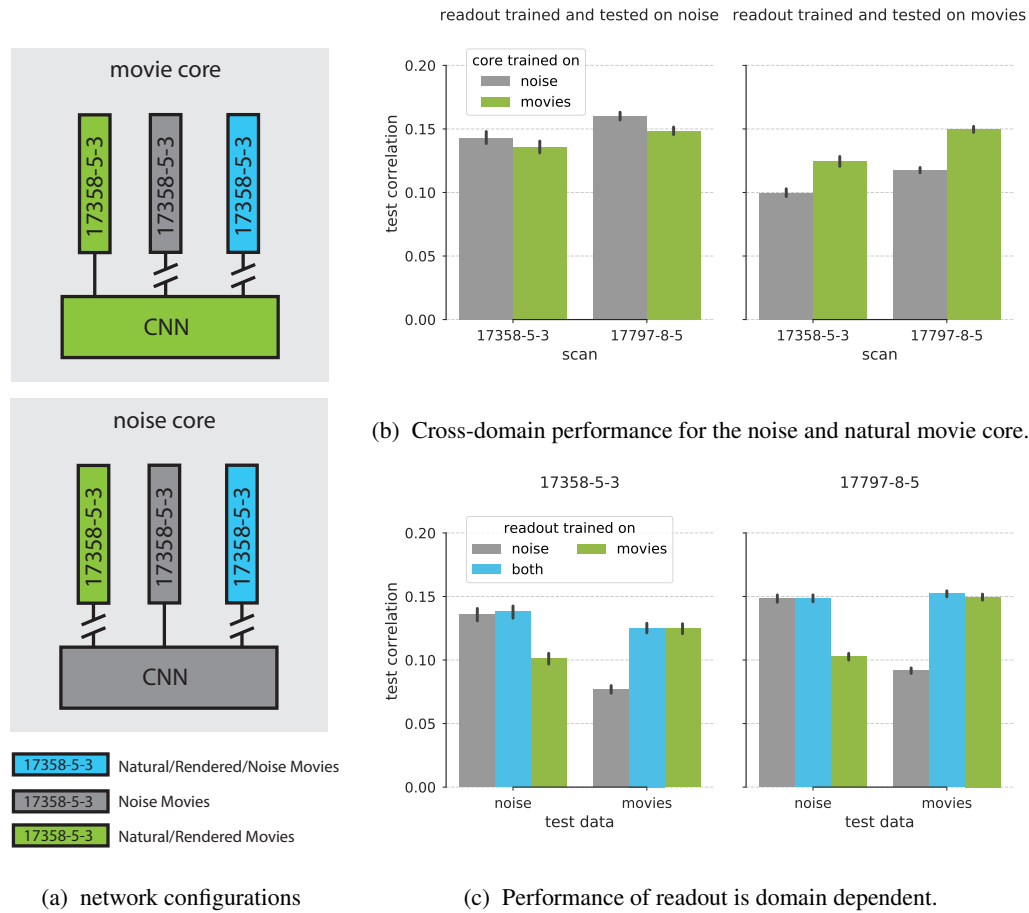 movie core
17358-5-3
17358-5-3
17358-5-3
CNN
noise core
17358-5-3
17358-5-3
17358-5-3
CNN
17358-5-3 Natural/Rendered/Noise Movies
17358-5-3 Noise Movies
17358-5-3 Natural/Rendered Movies
(a) network configurations
readout trained and tested on noise
readout trained and tested on movies
core trained on
noise
movies
test correlation
0.20
0.15
0.10
0.05
0.00
17358-5-3 17797-8-5
scan
17358-5-3 17797-8-5
scan
(b) Cross-domain performance for the noise and natural movie core.
17358-5-3
17797-8-5
readout trained on
noise movies
both
test correlation
0.20
0.15
0.10
0.05
0.00
noise movies
test data
noise movies
test data
(c) Performance of readout is domain dependent.